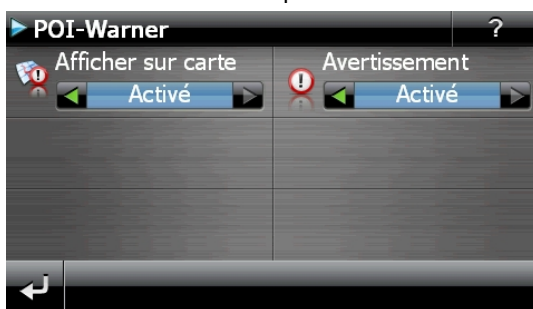 POI-Warner ?
Afficher sur carte
Activé
Avertissement
Activé